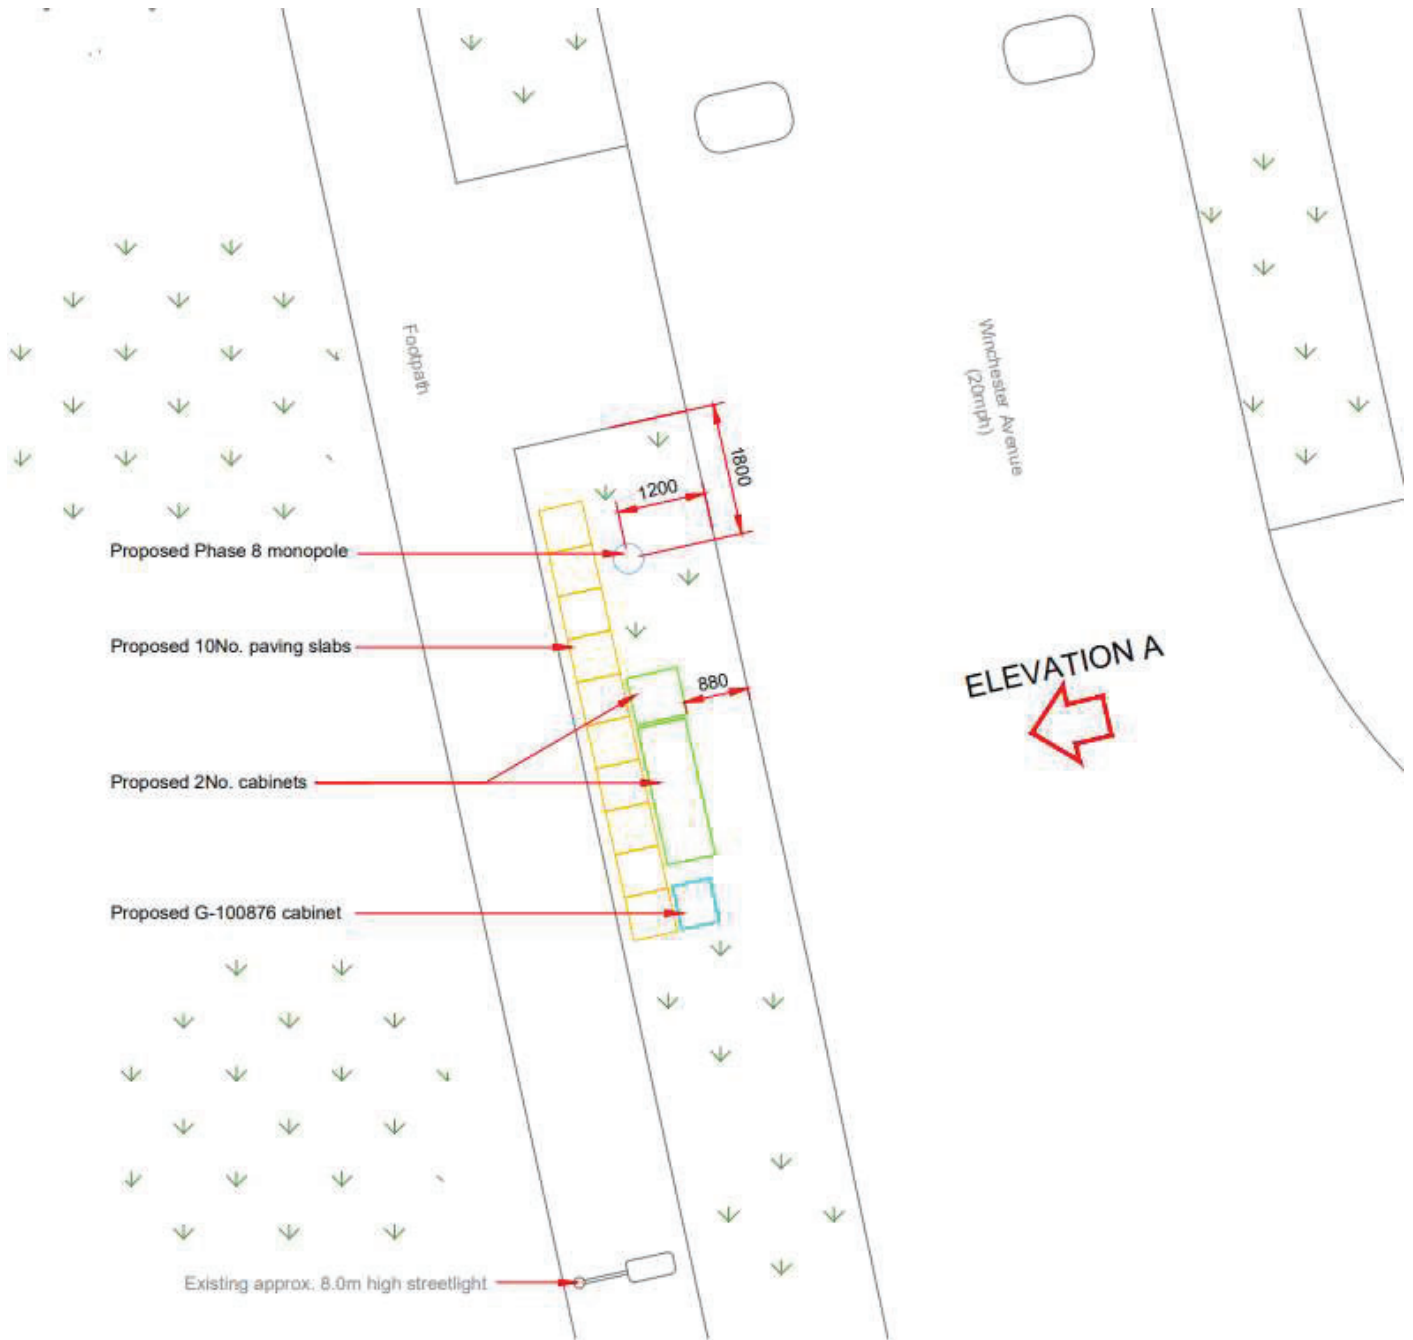 Footpath
Winchester Avenue
(20mph)
1800
1200
Proposed Phase 8 monopole
Proposed 10No. paving slabs
ELEVATION A
880
Proposed 2No. cabinets
Proposed G-100876 cabinet
Existing approx. 8.0m high streetlight